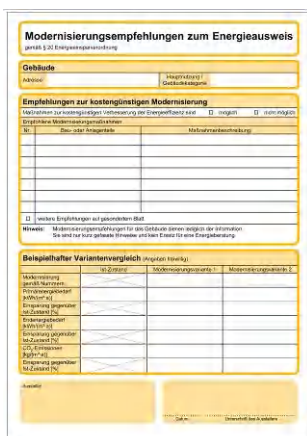 Modernisierungsempfehlungen zum Energieausweis
gemäß § 20 Energieeinsparverordnung
Gebäude
Adresse
Hauptnutzung /
Gebäudekategorie
Empfehlungen zur kostengünstigen Modernisierung
Maßnahmen zur kostengünstigen Verbesserung der Energieeffizienz sind ☐ möglich ☐ nicht möglich
Empfohlene Modernisierungsmaßnahmen
Nr. Bau- oder Anlagenteile Maßnahmenbeschreibung
☐ weitere Empfehlungen auf gesondertem Blatt
Hinweis: Modernisierungsempfehlungen für das Gebäude dienen lediglich der Information.
Sie sind nur kurz gefasste Hinweise und kein Ersatz für eine Energieberatung.
Beispielhafter Variantenvergleich (Angaben freiwillig)
Ist-Zustand Modernisierungsvariante 1 Modernisierungsvariante 2
Modernisierung
gemäß Nummern
Primärenergiebedarf
[kWh/(m²·a)]
Einsparung gegenüber
Ist-Zustand [%]
Endenergiebedarf
[kWh/(m²·a)]
Einsparung gegenüber
Ist-Zustand [%]
CO₂-Emissionen
[kg/(m²·a)]
Einsparung gegenüber
Ist-Zustand [%]
Aussteller
Datum Unterschrift des Ausstellers